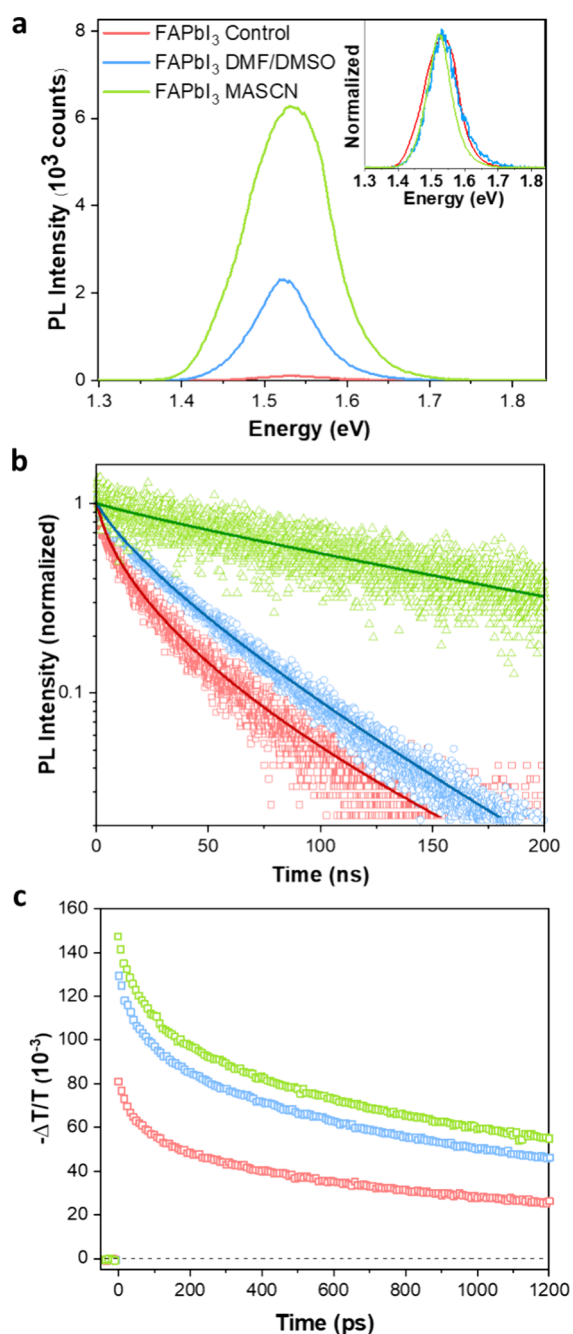 a
FAPbI₃ Control
FAPbI₃ DMF/DMSO
FAPbI₃ MASCN
8
6
4
2
0
PL Intensity (10³ counts)
1.3 1.4 1.5 1.6 1.7 1.8
Energy (eV)
Normalized
1.3 1.4 1.5 1.6 1.7 1.8
Energy (eV)
b
1
0.1
PL Intensity (normalized)
0 50 100 150 200
Time (ns)
c
160
140
120
100
80
60
40
20
0
-ΔT/T (10⁻³)
0 200 400 600 800 1000 1200
Time (ps)